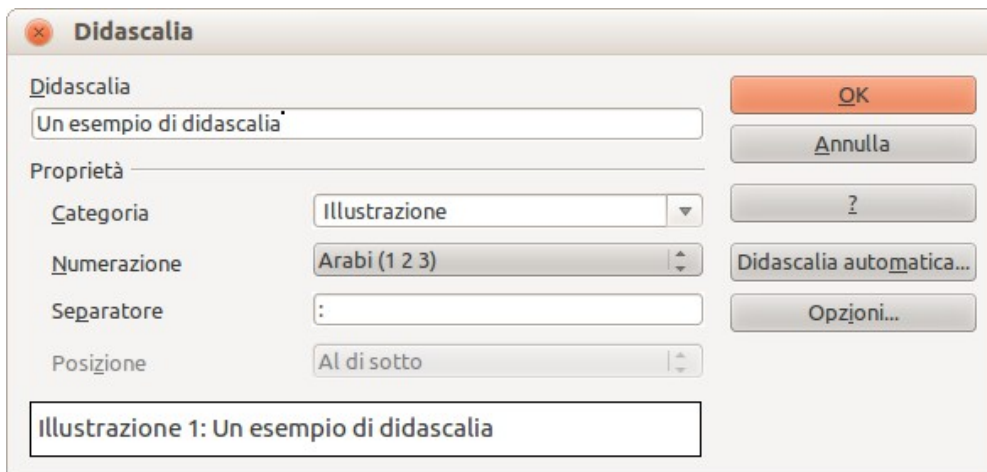 Didascalia
Didascalia
Un esempio di didascalia
OK
Annulla
Proprietà
?
Categoria
Illustrazione
Numerazione
Arabi (1 2 3)
Didascalia automatica...
Separatore
:
Opzioni...
Posizione
Al di sotto
Illustrazione 1: Un esempio di didascalia